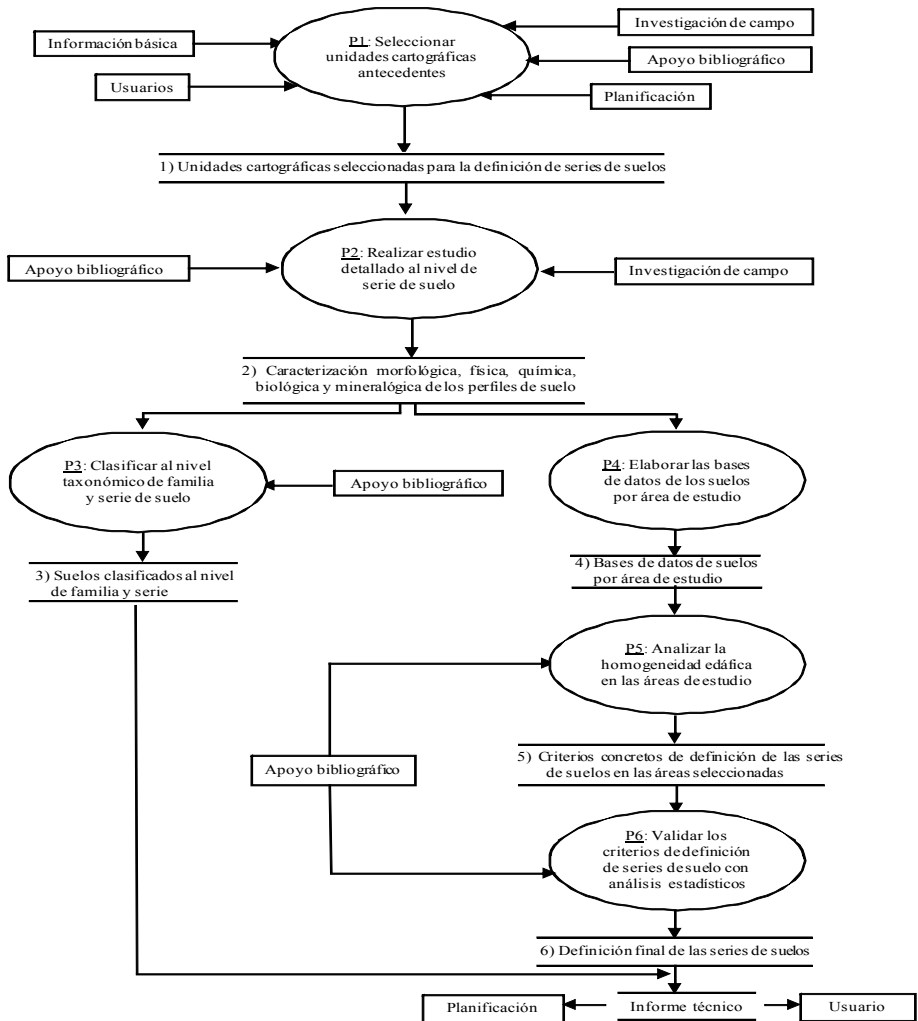 Investigación de campo
P1: Seleccionar
unidades cartográficas
antecedentes
Información básica
Apoyo bibliográfico
Usuarios
Planificación
1) Unidades cartográficas seleccionadas para la definición de series de suelos
P2: Realizar estudio
detallado al nivel de
serie de suelo
Apoyo bibliográfico
Investigación de campo
2) Caracterización morfológica, física, química,
biológica y mineralógica de los perfiles de suelo
P3: Clasificar al nivel
taxonómico de familia
y serie de suelo
Apoyo bibliográfico
P4: Elaborar las bases
de datos de los suelos
por área de estudio
3) Suelos clasificados al nivel
de familia y serie
4) Bases de datos de suelos
por área de estudio
P5: Analizar la
homogeneidad edáfica
en las áreas de estudio
Apoyo bibliográfico
5) Criterios concretos de definición de las series
de suelos en las áreas seleccionadas
P6: Validar los
criterios de definición
de series de suelo con
análisis estadísticos
6) Definición final de las series de suelos
Planificación
Informe técnico
Usuario